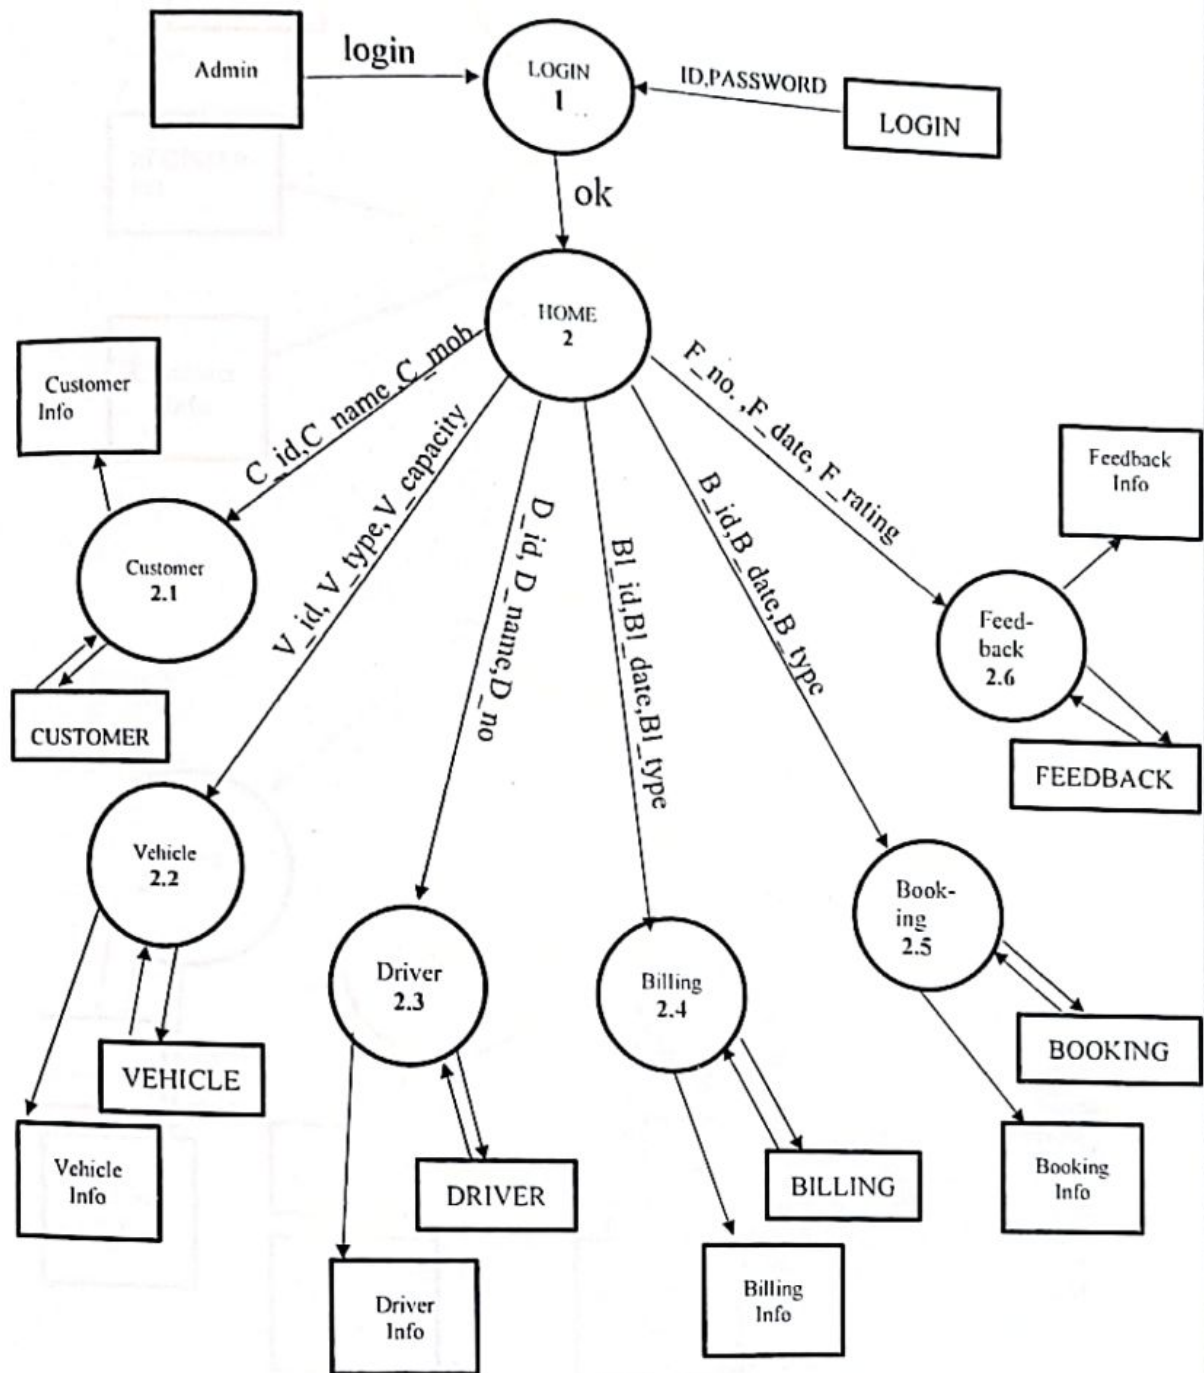 Admin
login
LOGIN
1
ID,PASSWORD
LOGIN
ok
HOME
2
Customer
Info
C_id,C_name ,C_mob
F_no. ,F_date, F_rating
Feedback
Info
V_id, V_type,V_capacity
D_id, D_name,D_no
Bl_id,Bl_date,Bl_type
B_id,B_date,B_type
Customer
2.1
Feed-
back
2.6
CUSTOMER
FEEDBACK
Vehicle
2.2
Book-
ing
2.5
Driver
2.3
Billing
2.4
VEHICLE
BOOKING
Vehicle
Info
DRIVER
BILLING
Booking
Info
Driver
Info
Billing
Info